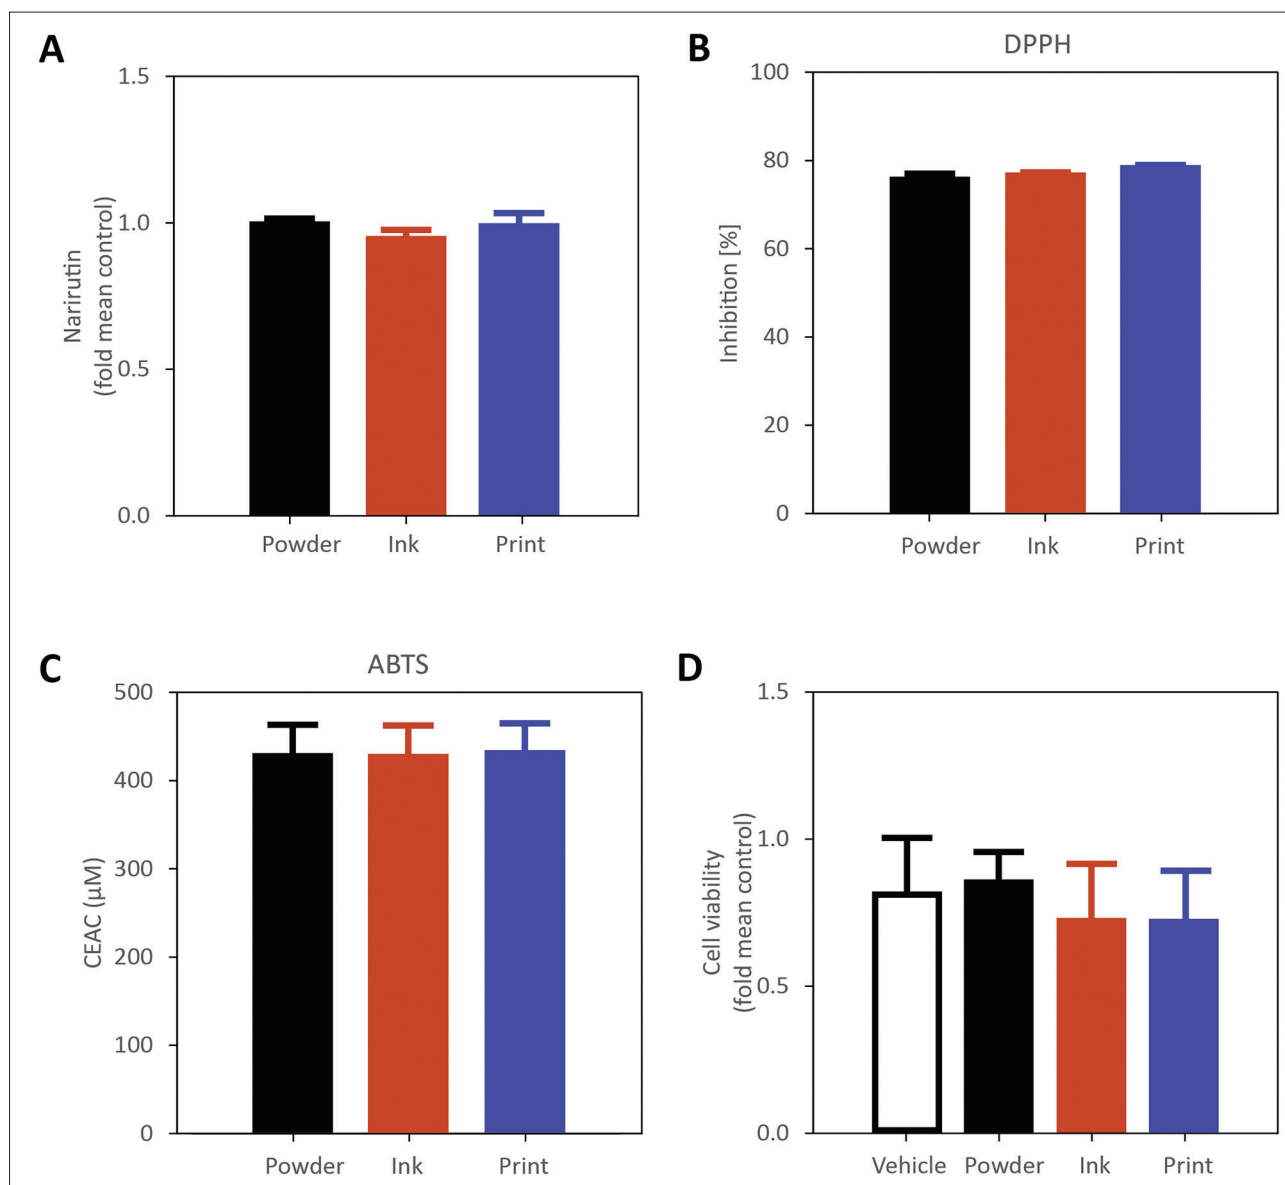 A
1.5
1.0
0.5
0.0
Narirutin
(fold mean control)
Powder Ink Print
B
DPPH
100
80
60
40
20
0
Inhibition [%]
Powder Ink Print
C
ABTS
500
400
300
200
100
0
CEAC (µM)
Powder Ink Print
D
1.5
1.0
0.5
0.0
Cell viability
(fold mean control)
Vehicle Powder Ink Print